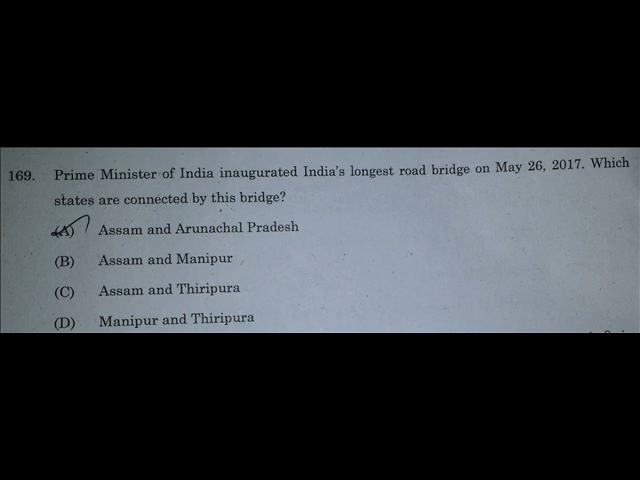 169. Prime Minister of India inaugurated India's longest road bridge on May 26, 2017. Which
states are connected by this bridge?
(A) Assam and Arunachal Pradesh
(B) Assam and Manipur
(C) Assam and Thiripura
(D) Manipur and Thiripura